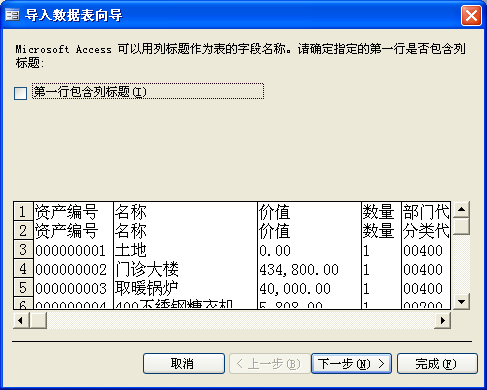 导入数据表向导
Microsoft Access 可以用列标题作为表的字段名称。请确定指定的第一行是否包含列
标题:
第一行包含列标题(I)
1 资产编号 名称 价值 数量 部门代
2 资产编号 名称 价值 数量 分类代
3 000000001 土地 0.00 1 00400
4 000000002 门诊大楼 434,800.00 1 00400
5 000000003 取暖锅炉 40,000.00 1 00400
6 000000004 400不锈钢糖衣机 5,808.00 1
取消 < 上一步(B) 下一步(N) > 完成(F)